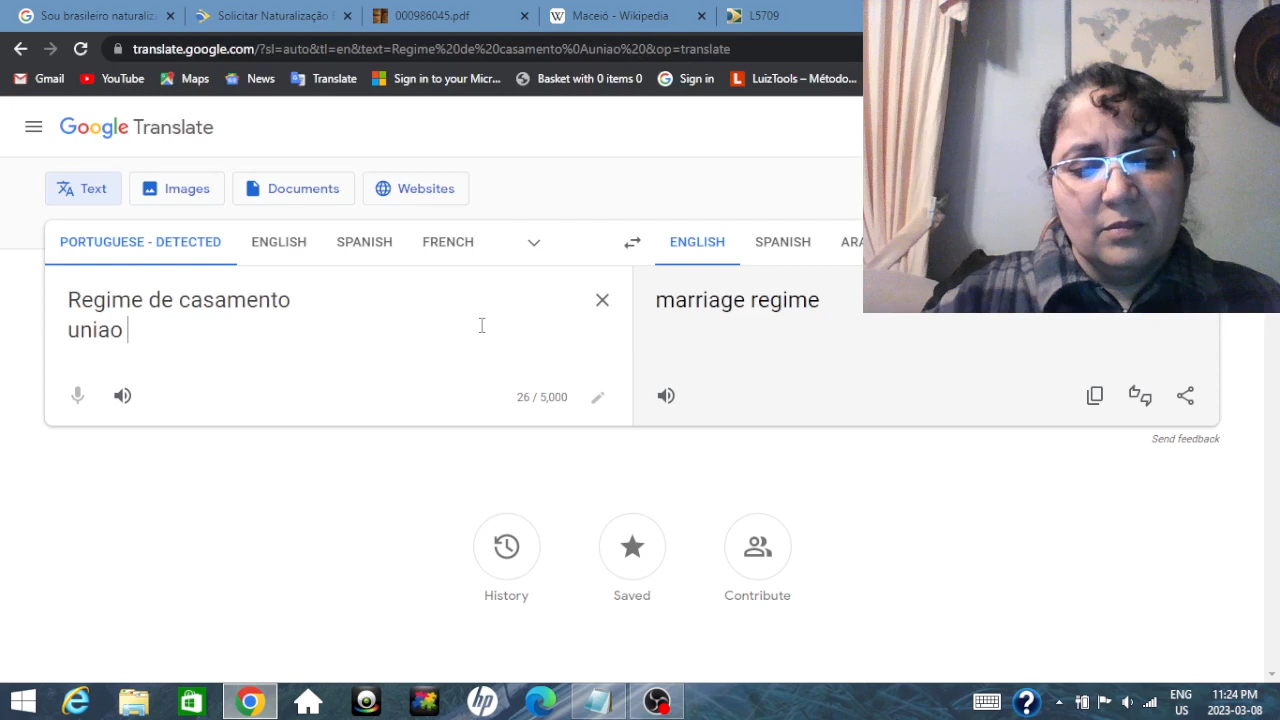 Sou brasileiro naturaliz
Solicitar Naturalização
000986045.pdf
Maceió - Wikipedia
L5709
translate.google.com/?sl=auto&tl=en&text=Regime%20de%20casamento%0Auniao%20&op=translate
Gmail
YouTube
Maps
News
Translate
Sign in to your Micr...
Basket with 0 items 0
Sign in
LuizTools – Método...
Google Translate
Text
Images
Documents
Websites
PORTUGUESE - DETECTED
ENGLISH
SPANISH
FRENCH
ENGLISH
SPANISH
ARA
Regime de casamento
uniao
marriage regime
26 / 5,000
Send feedback
History
Saved
Contribute
hp
ENG
US
11:24 PM
2023-03-08